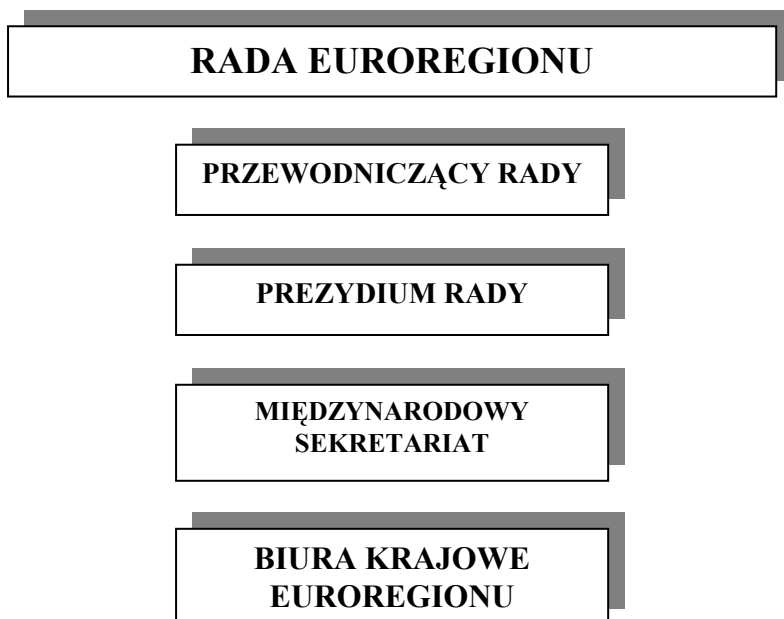 RADA EUROREGIONU
PRZEWODNICZĄCY RADY
PREZYDIUM RADY
MIĘDZYNARODOWY
SEKRETARIAT
BIURA KRAJOWE
EUROREGIONU